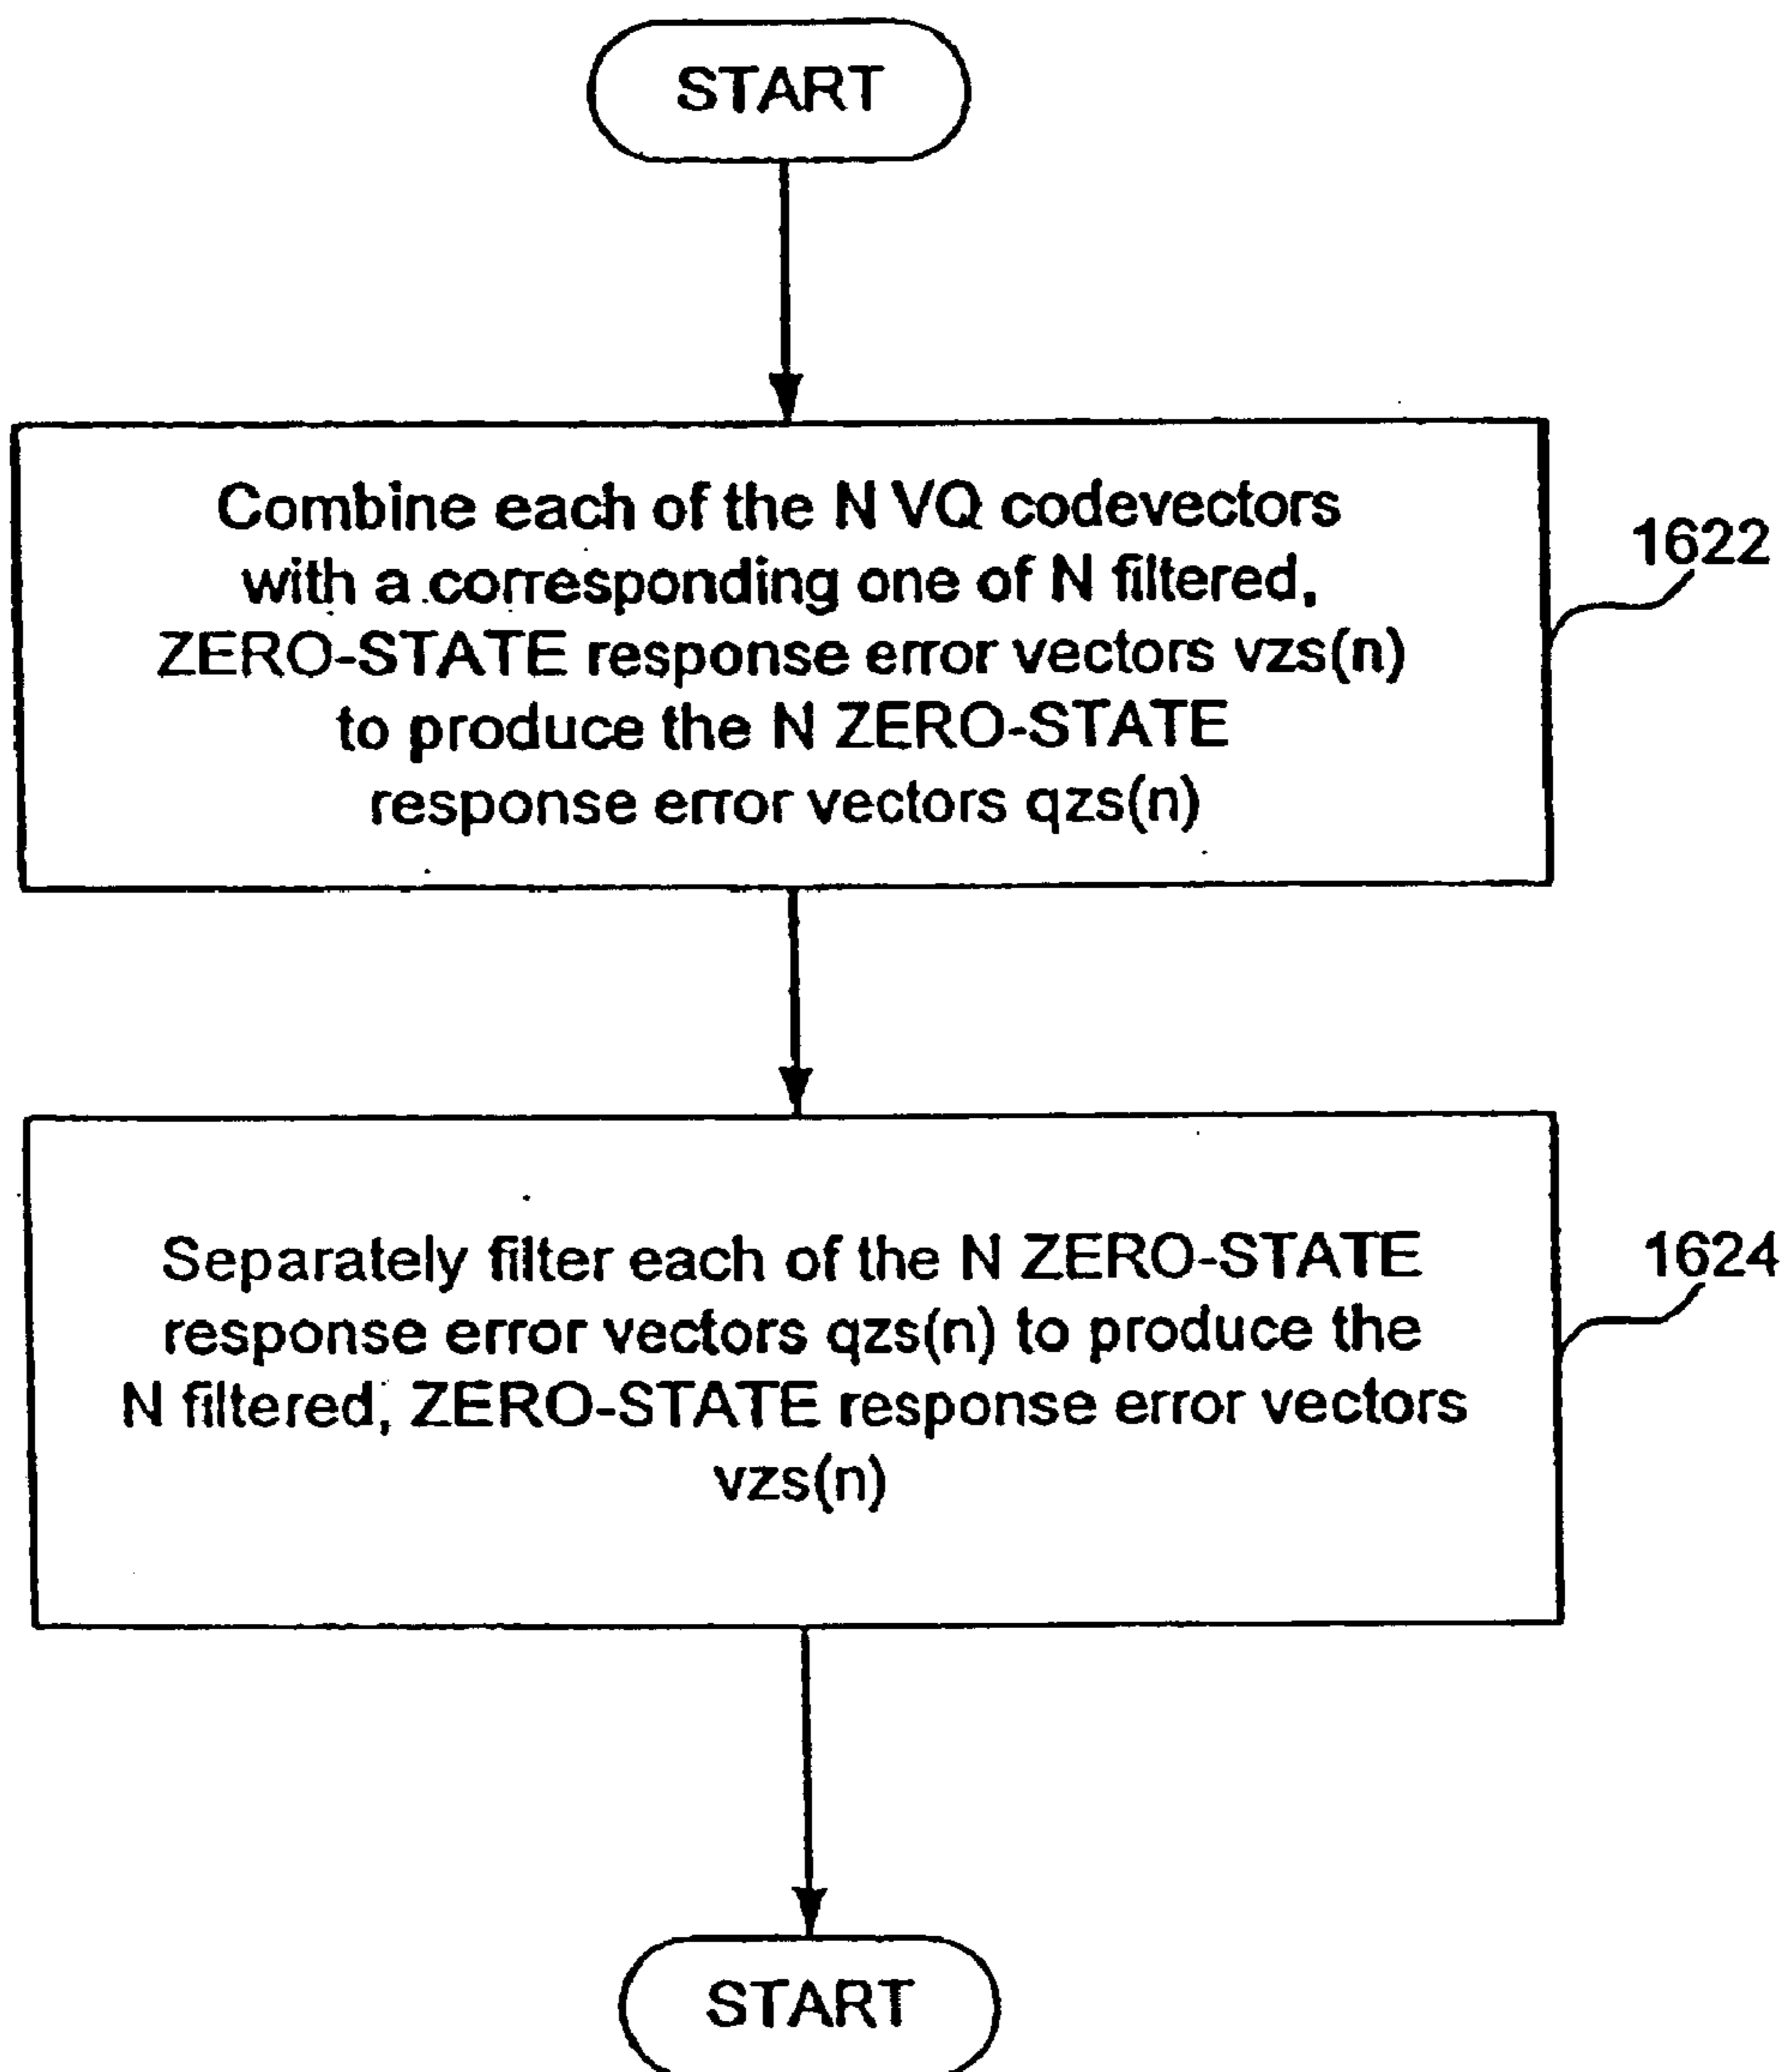 START
Combine each of the N VQ codevectors
with a corresponding one of N filtered,
ZERO-STATE response error vectors vzs(n)
to produce the N ZERO-STATE
response error vectors qzs(n)
1622
Separately filter each of the N ZERO-STATE
response error vectors qzs(n) to produce the
N filtered, ZERO-STATE response error vectors
vzs(n)
1624
START